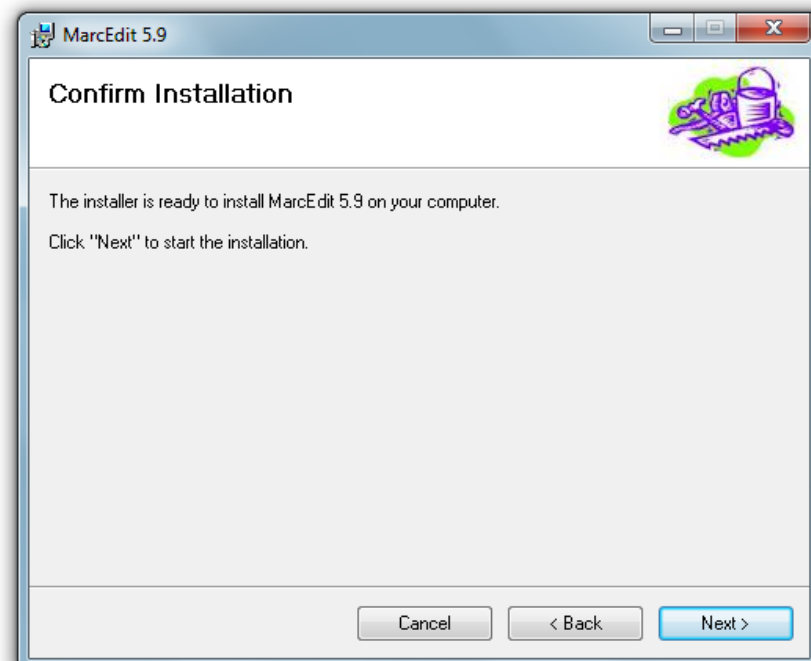 MarcEdit 5.9
Confirm Installation
The installer is ready to install MarcEdit 5.9 on your computer.
Click "Next" to start the installation.
Cancel
< Back
Next >